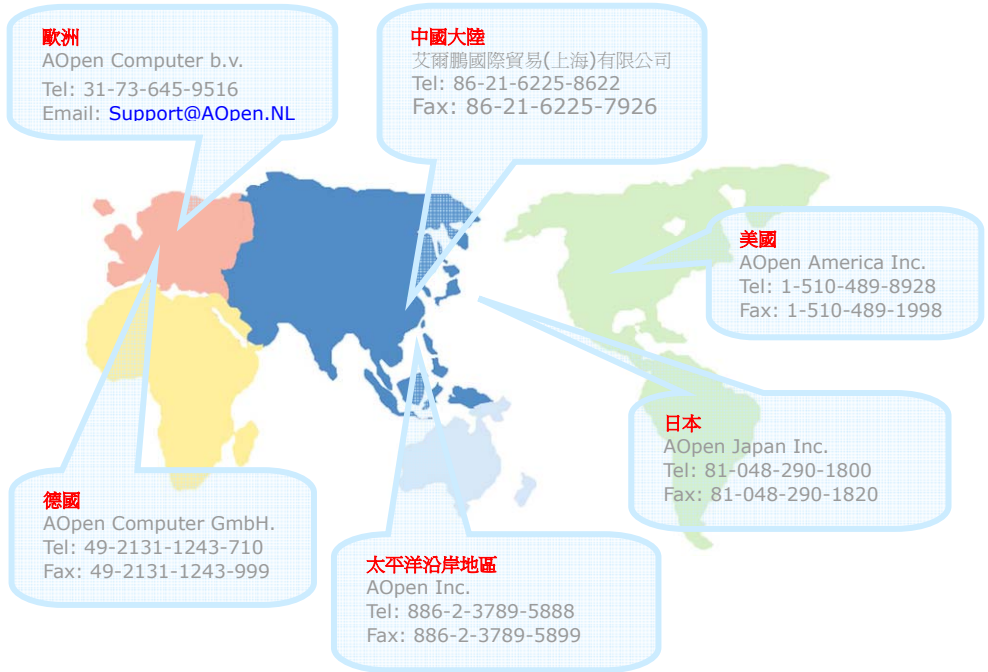 歐洲
AOpen Computer b.v.
Tel: 31-73-645-9516
Email: Support@AOpen.NL
中國大陸
艾爾鵬國際貿易(上海)有限公司
Tel: 86-21-6225-8622
Fax: 86-21-6225-7926
美國
AOpen America Inc.
Tel: 1-510-489-8928
Fax: 1-510-489-1998
日本
AOpen Japan Inc.
Tel: 81-048-290-1800
Fax: 81-048-290-1820
德國
AOpen Computer GmbH.
Tel: 49-2131-1243-710
Fax: 49-2131-1243-999
太平洋沿岸地區
AOpen Inc.
Tel: 886-2-3789-5888
Fax: 886-2-3789-5899